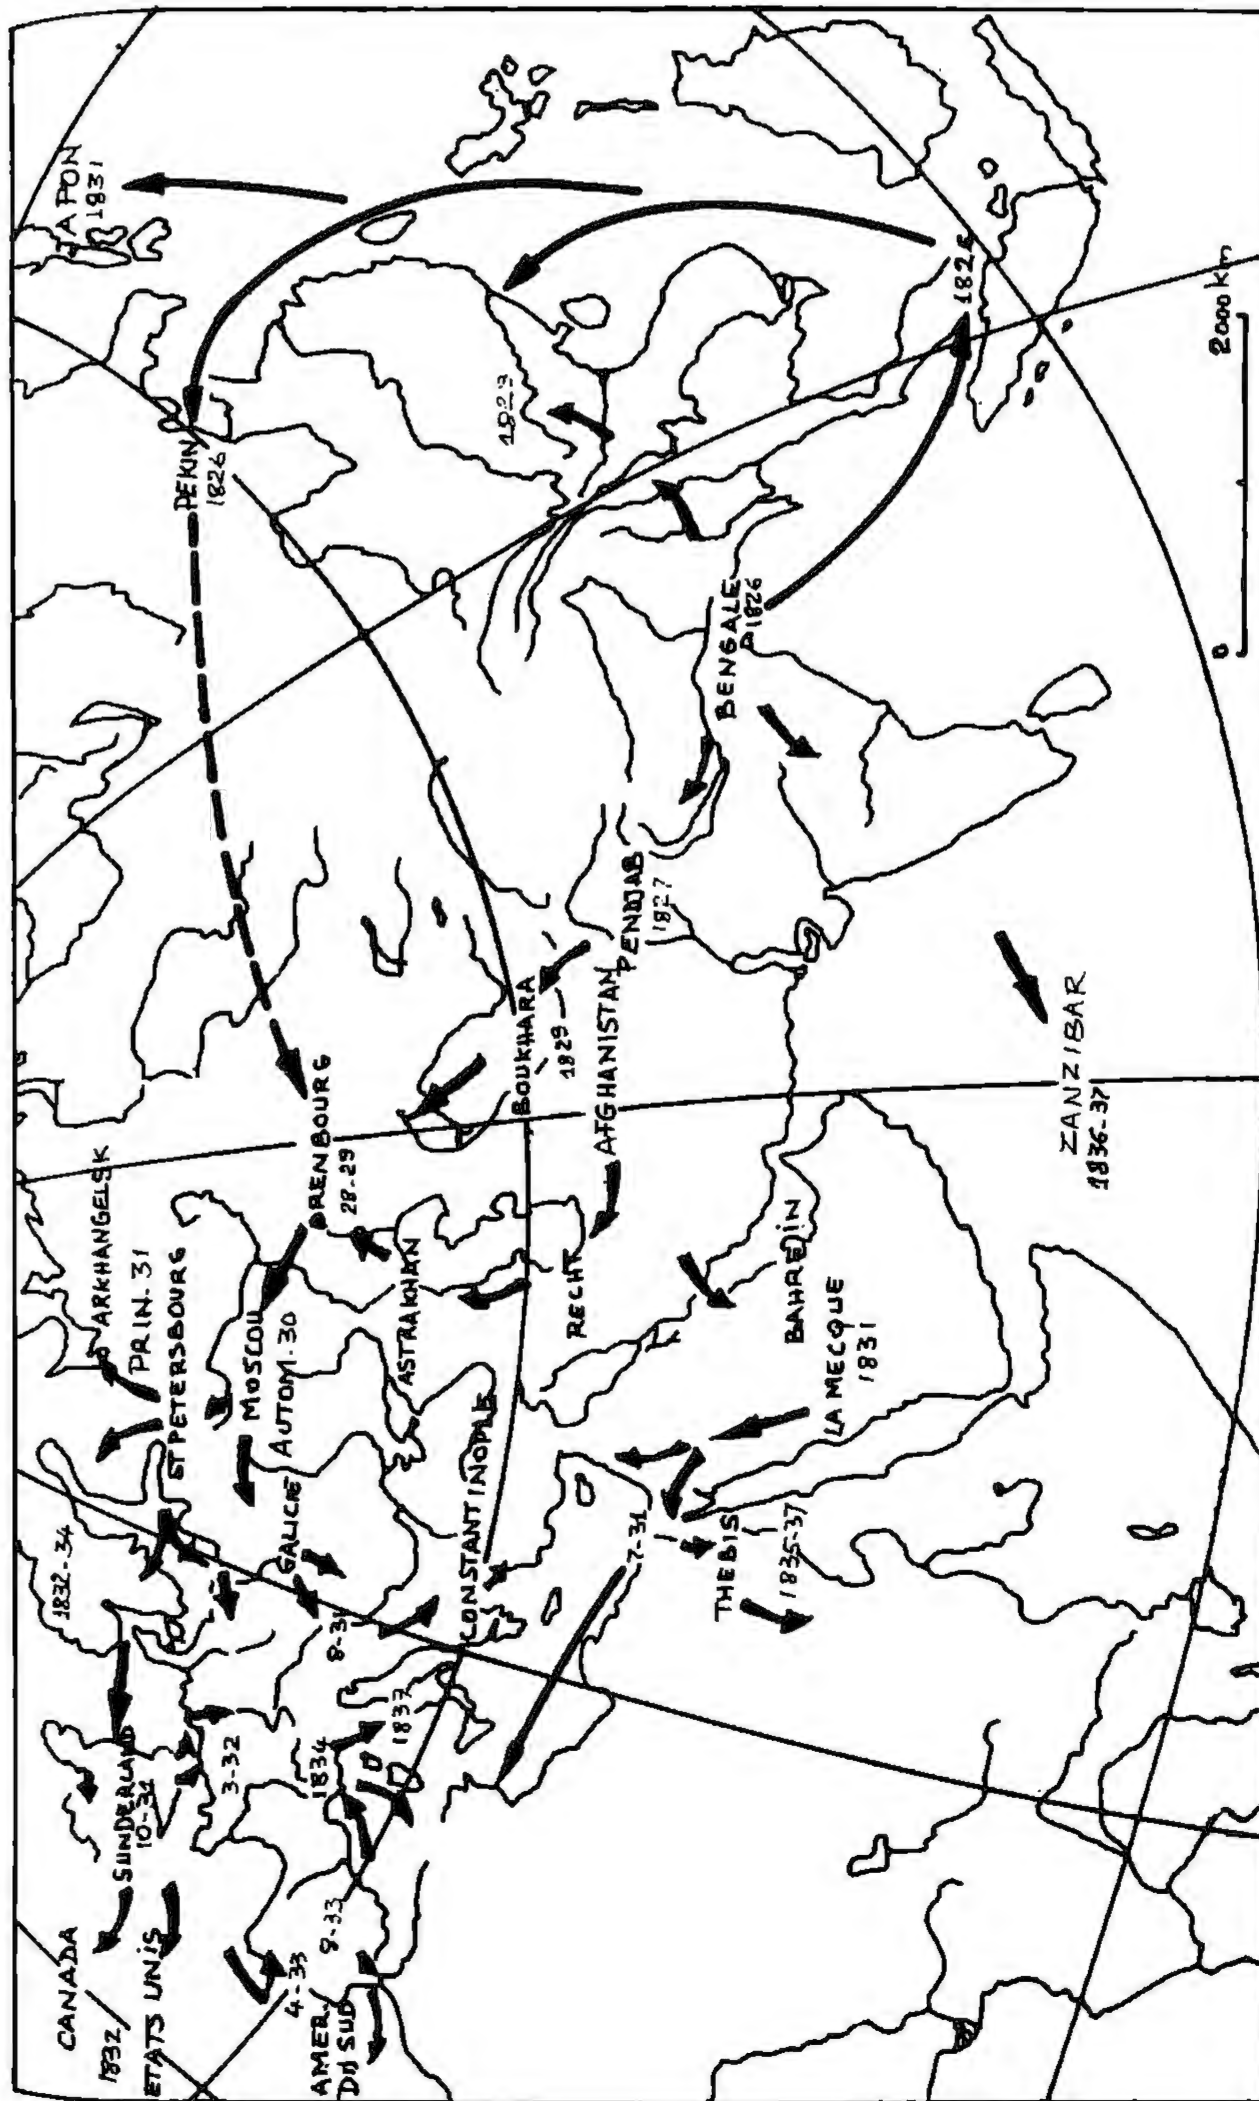 CANADA
1832
ETATS UNIS
SUNDERLAND
10-31
1832-34
ST PETERSBOURG
PRIN. 31
ARKHANGELSK
MOSCOU
AUTOM. 30
GALICIE
3-32
8-31
1834
1837
4-33
9-33
AMER.
DU SUD
CONSTANTINOPLE
ASTRAKHAN
ORENBOURG
28-29
RECHT
BOUKHARA
1829
AFGHANISTAN
PENDJAB
1827
PEKIN
1826
JAPON
1831
BENGALE
1826
1823
1826
7-31
THEBIS
1835-37
LA MECQUE
1831
BAHREIN
ZANZIBAR
1836-37
0
2000 km